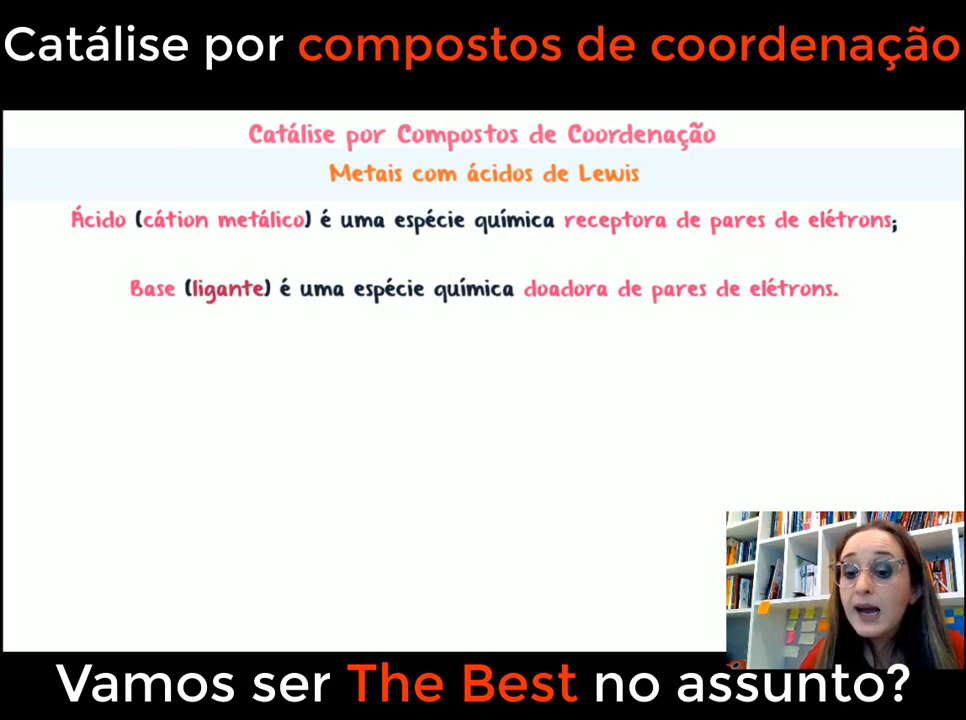 Catálise por compostos de coordenação
Catálise por Compostos de Coordenação
Metais com ácidos de Lewis
Ácido (cátion metálico) é uma espécie química receptora de pares de elétrons;
Base (ligante) é uma espécie química doadora de pares de elétrons.
Vamos ser The Best no assunto?